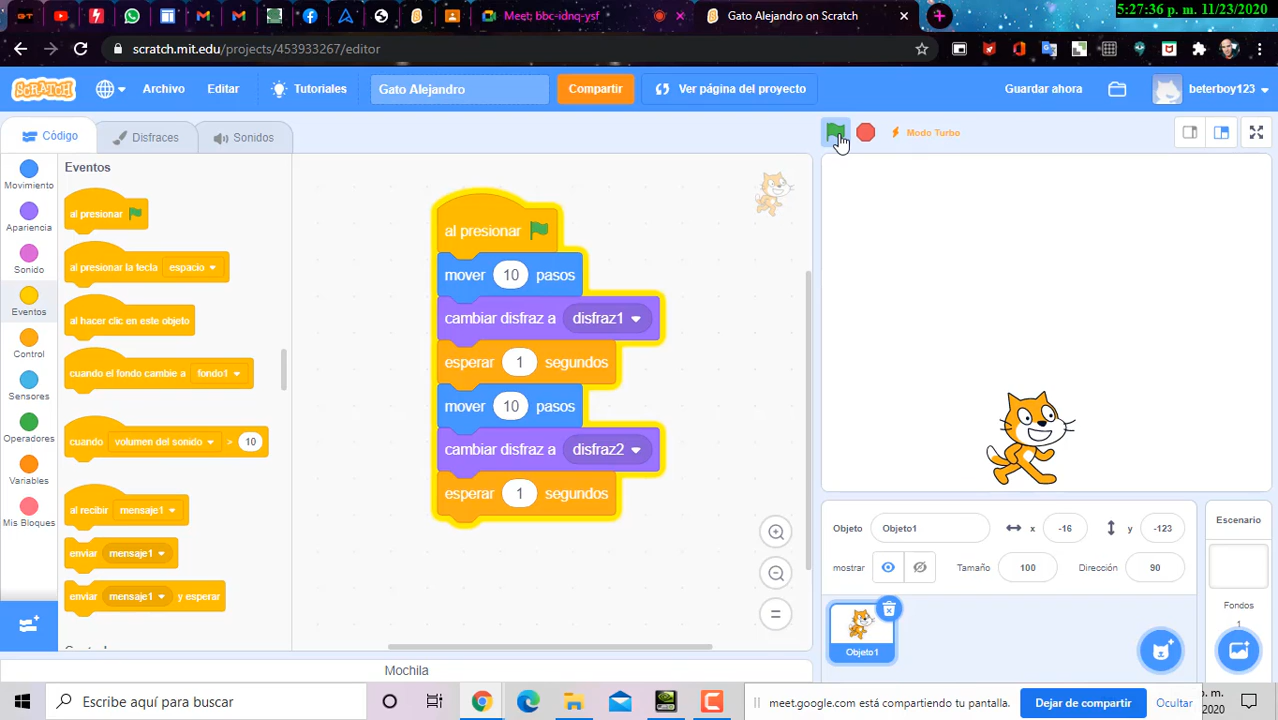 Meet: bbc-idnq-ysf
Gato Alejandro on Scratch
5:27:36 p. m. 11/23/2020
scratch.mit.edu/projects/453933267/editor
SCRATCH
Archivo
Editar
Tutoriales
Gato Alejandro
Compartir
Ver página del proyecto
Guardar ahora
beterboy123
Código
Disfraces
Sonidos
Modo Turbo
Movimiento
Apariencia
Sonido
Eventos
Control
Sensores
Operadores
Variables
Mis Bloques
Eventos
al presionar
al presionar la tecla espacio
al hacer clic en este objeto
cuando el fondo cambie a fondo1
cuando volumen del sonido > 10
al recibir mensaje1
enviar mensaje1
enviar mensaje1 y esperar
al presionar
mover 10 pasos
cambiar disfraz a disfraz1
esperar 1 segundos
mover 10 pasos
cambiar disfraz a disfraz2
esperar 1 segundos
Objeto Objeto1 x -16 y -123
mostrar Tamaño 100 Dirección 90
Objeto1
Escenario
Fondos
1
Mochila
Escribe aquí para buscar
meet.google.com está compartiendo tu pantalla.
Dejar de compartir
Ocultar
p. m.
2020